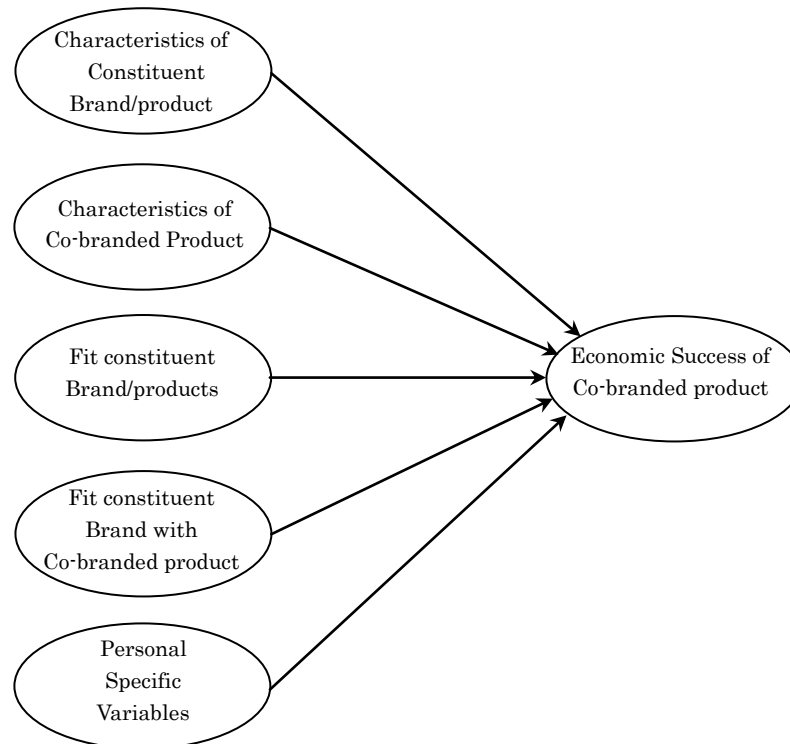 Characteristics of
Constituent
Brand/product
Characteristics of
Co-branded Product
Fit constituent
Brand/products
Economic Success of
Co-branded product
Fit constituent
Brand with
Co-branded product
Personal
Specific
Variables